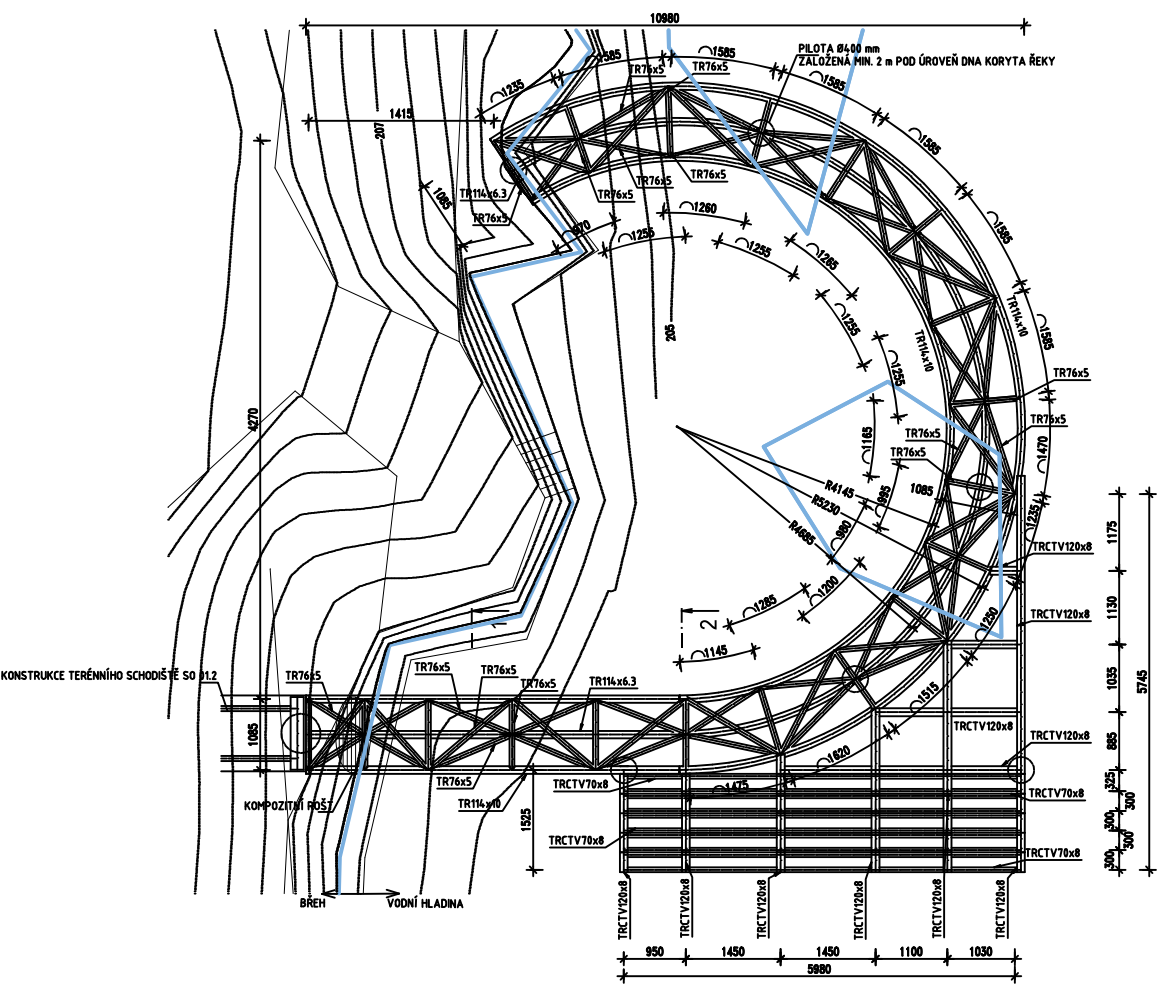 10980
1585
1585
PILOTA Ø400 mm
ZALOŽENÁ MIN. 2 m POD ÚROVEŇ DNA KORYTA ŘEKY
TR76x5
TR76x5
1235
1585
1415
207
1585
1585
TR76x5
TR76x5
TR76x5
TR114x6.3
1085
TR76x5
970
1260
1255
1255
1265
1585
1255
TR114x10
1585
205
TR114x10
1255
TR76x5
4270
1165
TR76x5
TR76x5
TR76x5
1470
R4145
R5230
1085
995
R4685
980
1235
1175
TRCTV120x8
1285
1200
1130
TRCTV120x8
1250
1
2
1145
KONSTRUKCE TERÉNNÍHO SCHODIŠTĚ SO 01.2
TR76x5
TR76x5
TR76x5
TR76x5
TR114x6.3
1035
5745
1515
1085
TRCTV120x8
TRCTV120x8
885
1620
TR76x5
TRCTV70x8
1475
325
TRCTV70x8
300
KOMPOZITNÍ ROŠT
TR114x10
1525
300
TRCTV70x8
300
TRCTV70x8
300
BŘEH
VODNÍ HLADINA
TRCTV120x8
TRCTV120x8
TRCTV120x8
TRCTV120x8
TRCTV120x8
TRCTV120x8
950
1450
1450
1100
1030
5980